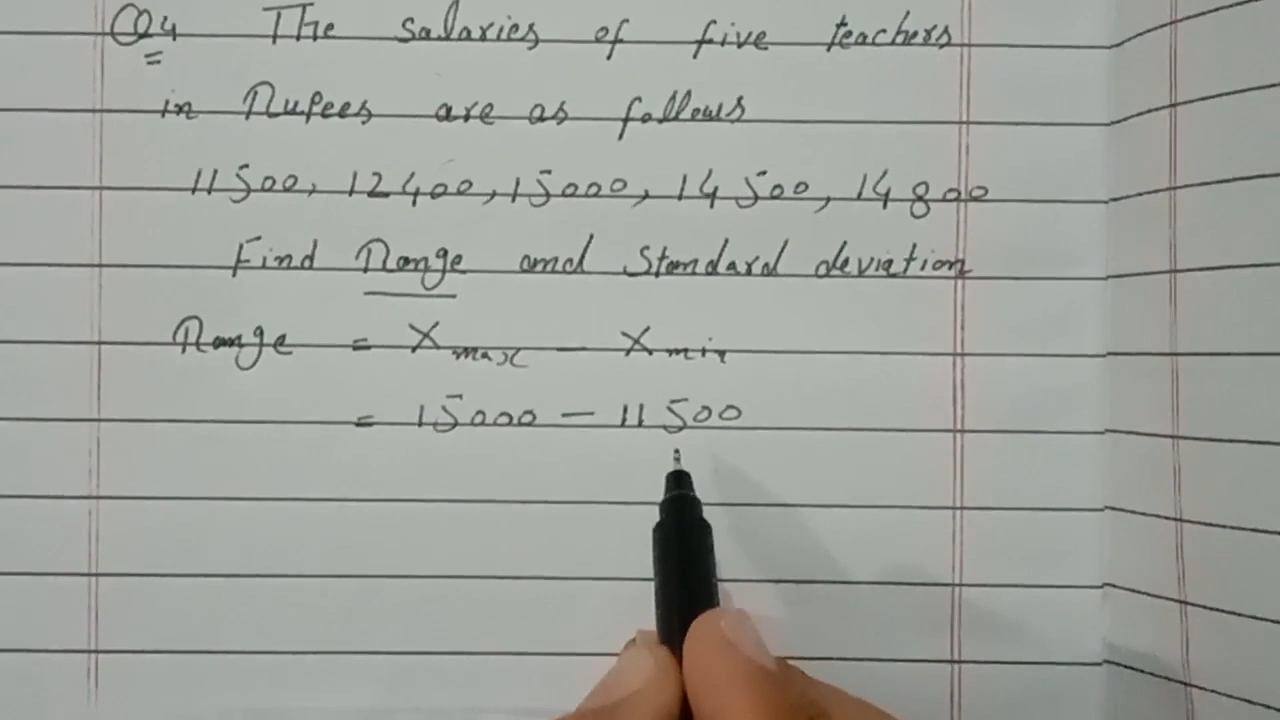 Q4 The salaries of five teachers
in Rupees are as follows
11500, 12400, 15000, 14500, 14800
Find Range and Standard deviation
Range = Xmax - Xmin
= 15000 - 11500